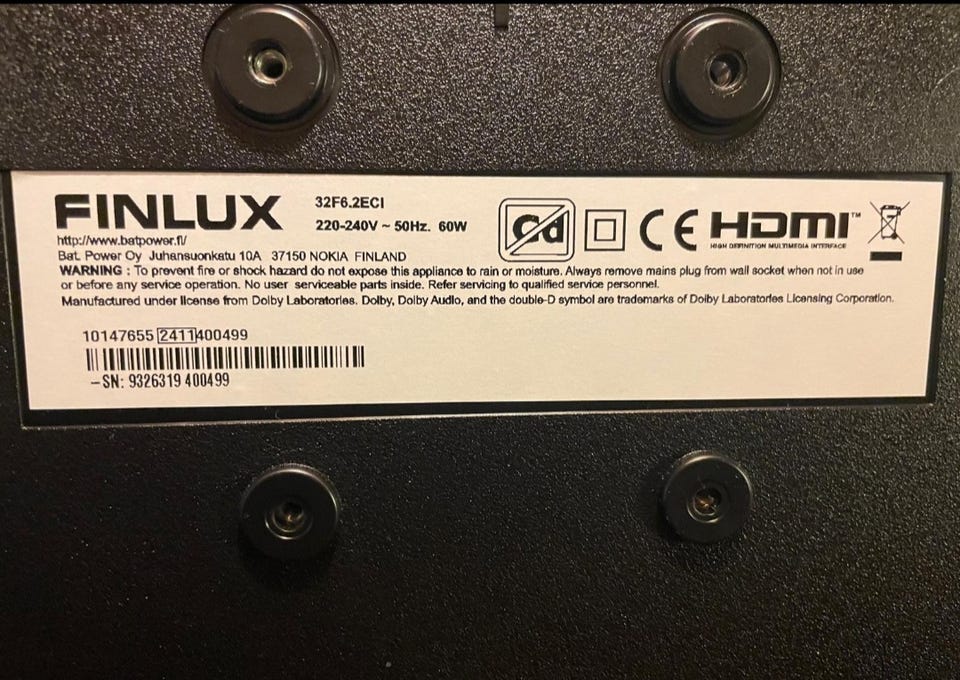 FINLUX
32F6.2ECI
220-240V ~ 50Hz. 60W
Cd
CE
HDMI™
HIGH DEFINITION MULTIMEDIA INTERFACE
http://www.batpower.fi/
Bat. Power Oy Juhansuonkatu 10A 37150 NOKIA FINLAND
WARNING : To prevent fire or shock hazard do not expose this appliance to rain or moisture. Always remove mains plug from wall socket when not in use
or before any service operation. No user serviceable parts inside. Refer servicing to qualified service personnel.
Manufactured under license from Dolby Laboratories. Dolby, Dolby Audio, and the double-D symbol are trademarks of Dolby Laboratories Licensing Corporation.
10147655 2411 400499
–SN: 9326319 400499